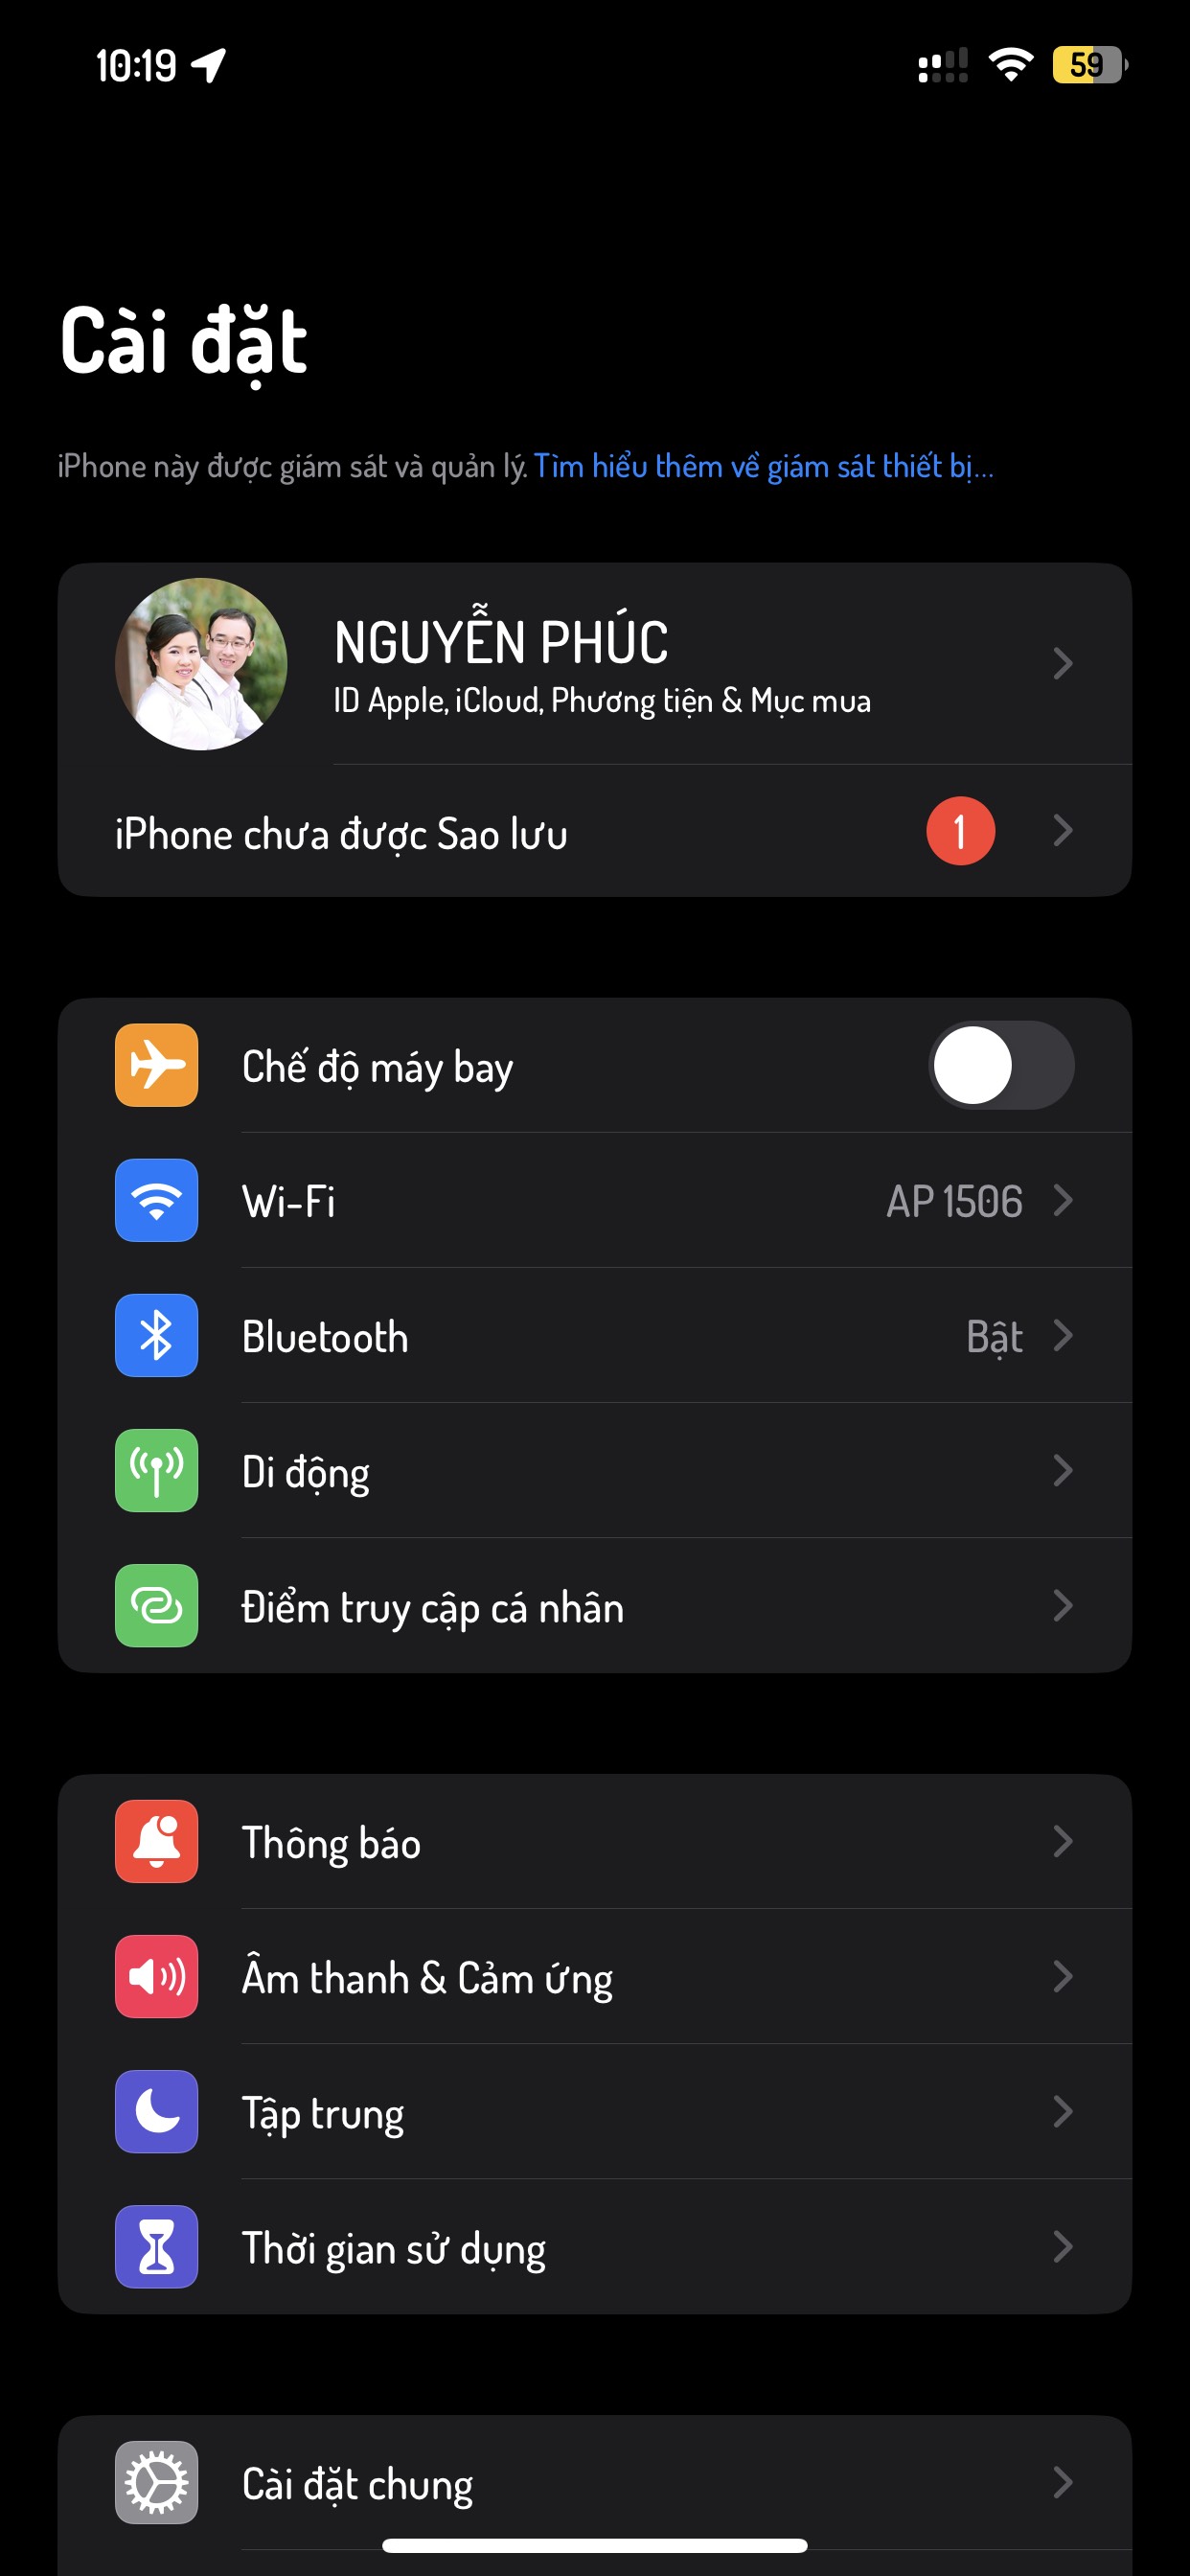 10:19
59
Cài đặt
iPhone này được giám sát và quản lý. Tìm hiểu thêm về giám sát thiết bị...
NGUYỄN PHÚC
ID Apple, iCloud, Phương tiện & Mục mua
iPhone chưa được Sao lưu 1
Chế độ máy bay
Wi-Fi AP 1506
Bluetooth Bật
Di động
Điểm truy cập cá nhân
Thông báo
Âm thanh & Cảm ứng
Tập trung
Thời gian sử dụng
Cài đặt chung